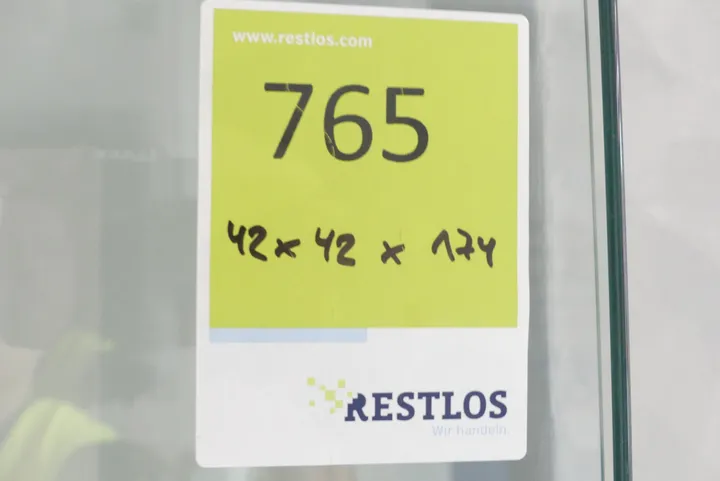 www.restlos.com
765
42 x 42 x 174
RESTLOS
Wir handeln.